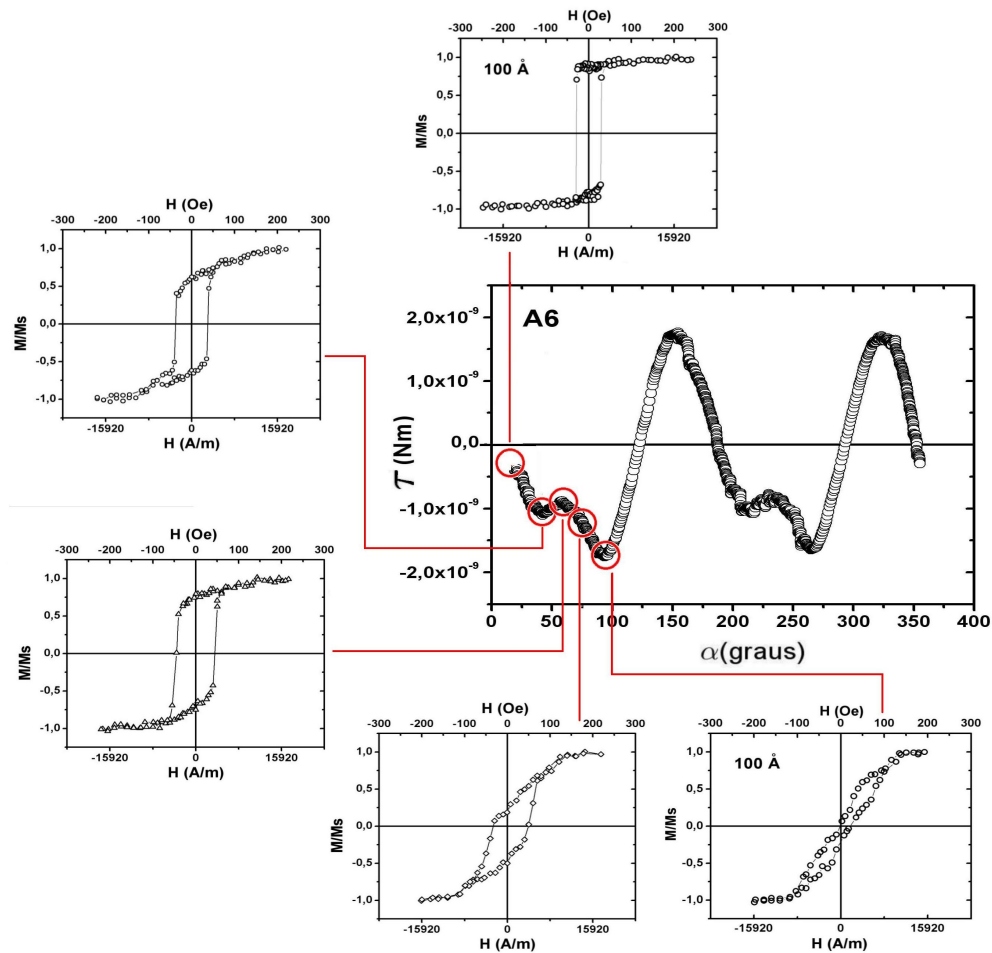 H (Oe)
-300 -200 -100 0 100 200 300
1,0
0,5
0,0
-0,5
-1,0
M/Ms
100 Å
-15920 0 15920
H (A/m)
H (Oe)
-300 -200 -100 0 100 200 300
1,0
0,5
0,0
-0,5
-1,0
M/Ms
-15920 0 15920
H (A/m)
A6
2,0x10⁻⁹
1,0x10⁻⁹
0,0
-1,0x10⁻⁹
-2,0x10⁻⁹
τ (Nm)
0 50 100 150 200 250 300 350 400
α(graus)
H (Oe)
-300 -200 -100 0 100 200 300
1,0
0,5
0,0
-0,5
-1,0
M/Ms
-15920 0 15920
H (A/m)
H (Oe)
-300 -200 -100 0 100 200 300
1,0
0,5
0,0
-0,5
-1,0
M/Ms
-15920 0 15920
H (A/m)
H (Oe)
-300 -200 -100 0 100 200 300
100 Å
1,0
0,5
0,0
-0,5
-1,0
M/Ms
-15920 0 15920
H (A/m)